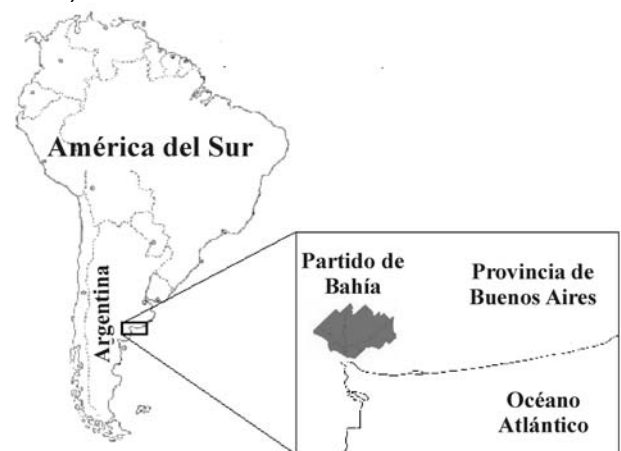 América del Sur
Argentina
Partido de
Bahía
Provincia de
Buenos Aires
Océano
Atlántico